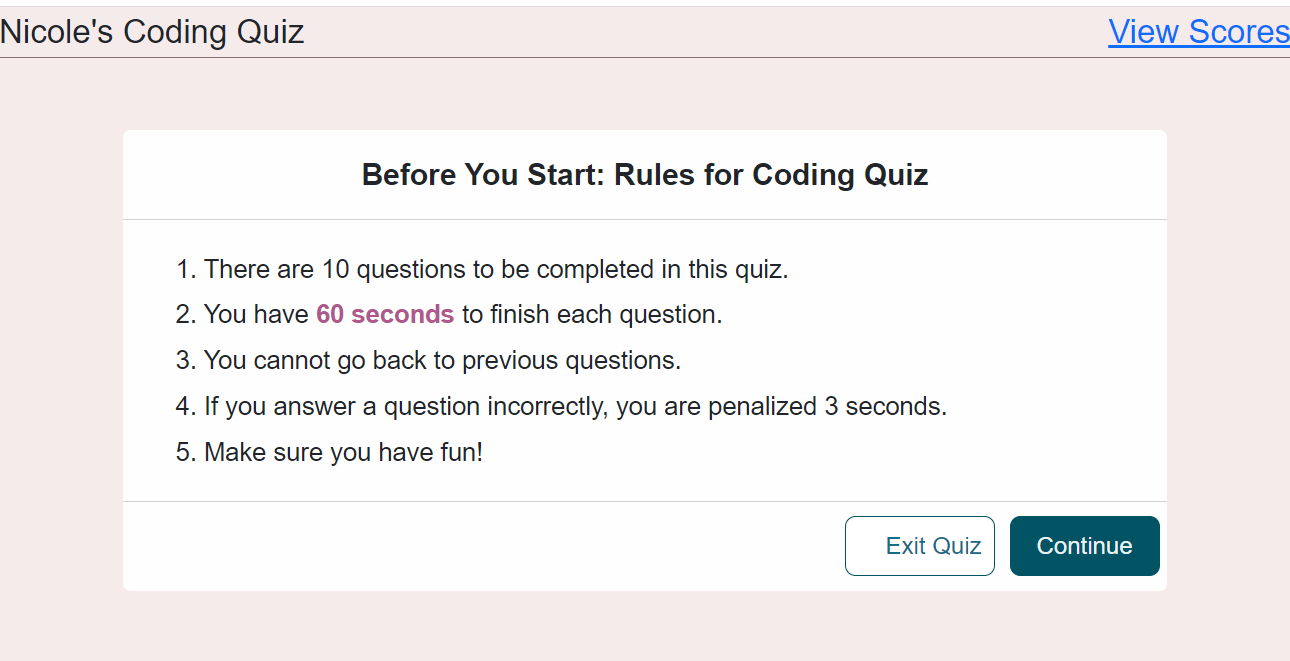 Nicole's Coding Quiz
View Scores
Before You Start: Rules for Coding Quiz
1. There are 10 questions to be completed in this quiz.
2. You have 60 seconds to finish each question.
3. You cannot go back to previous questions.
4. If you answer a question incorrectly, you are penalized 3 seconds.
5. Make sure you have fun!
Exit Quiz
Continue